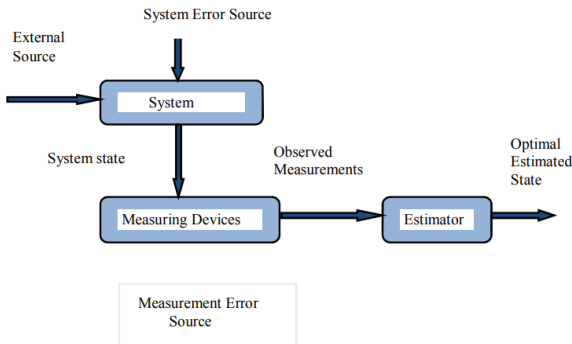 System Error Source
External
Source
System
System state
Observed
Measurements
Optimal
Estimated
State
Measuring Devices
Estimator
Measurement Error
Source